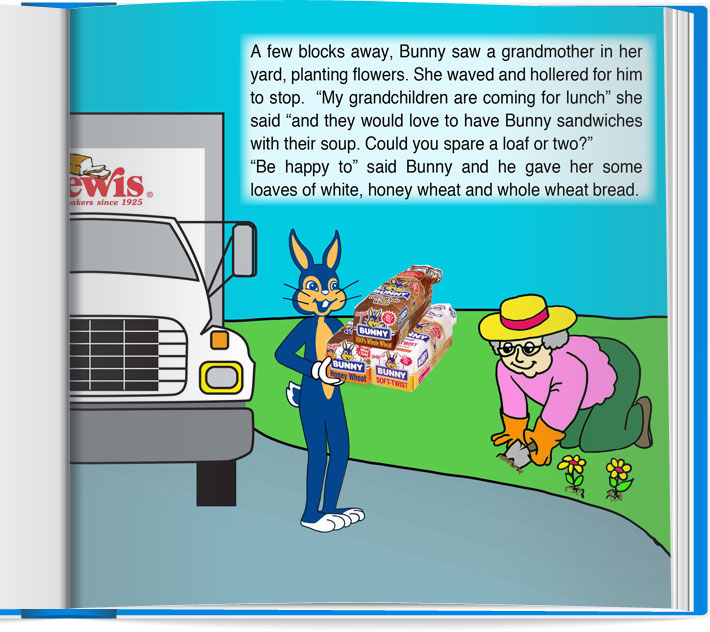 A few blocks away, Bunny saw a grandmother in her
yard, planting flowers. She waved and hollered for him
to stop.  “My grandchildren are coming for lunch” she
said “and they would love to have Bunny sandwiches
with their soup. Could you spare a loaf or two?”
“Be happy to” said Bunny and he gave her some
loaves of white, honey wheat and whole wheat bread.
ewis®
akers since 1925
BUNNY
BUNNY
100% Whole Wheat
BUNNY
BUNNY
Honey Wheat
BUNNY
SOFT-TWIST